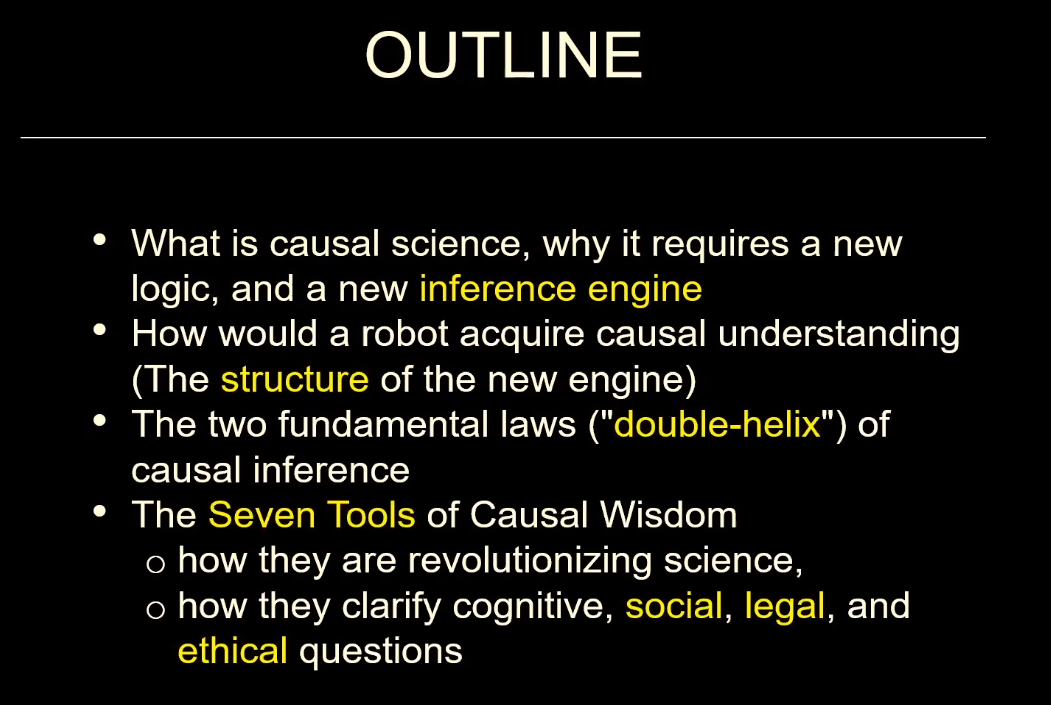 OUTLINE
• What is causal science, why it requires a new
logic, and a new inference engine
• How would a robot acquire causal understanding
(The structure of the new engine)
• The two fundamental laws ("double-helix") of
causal inference
• The Seven Tools of Causal Wisdom
o how they are revolutionizing science,
o how they clarify cognitive, social, legal, and
ethical questions